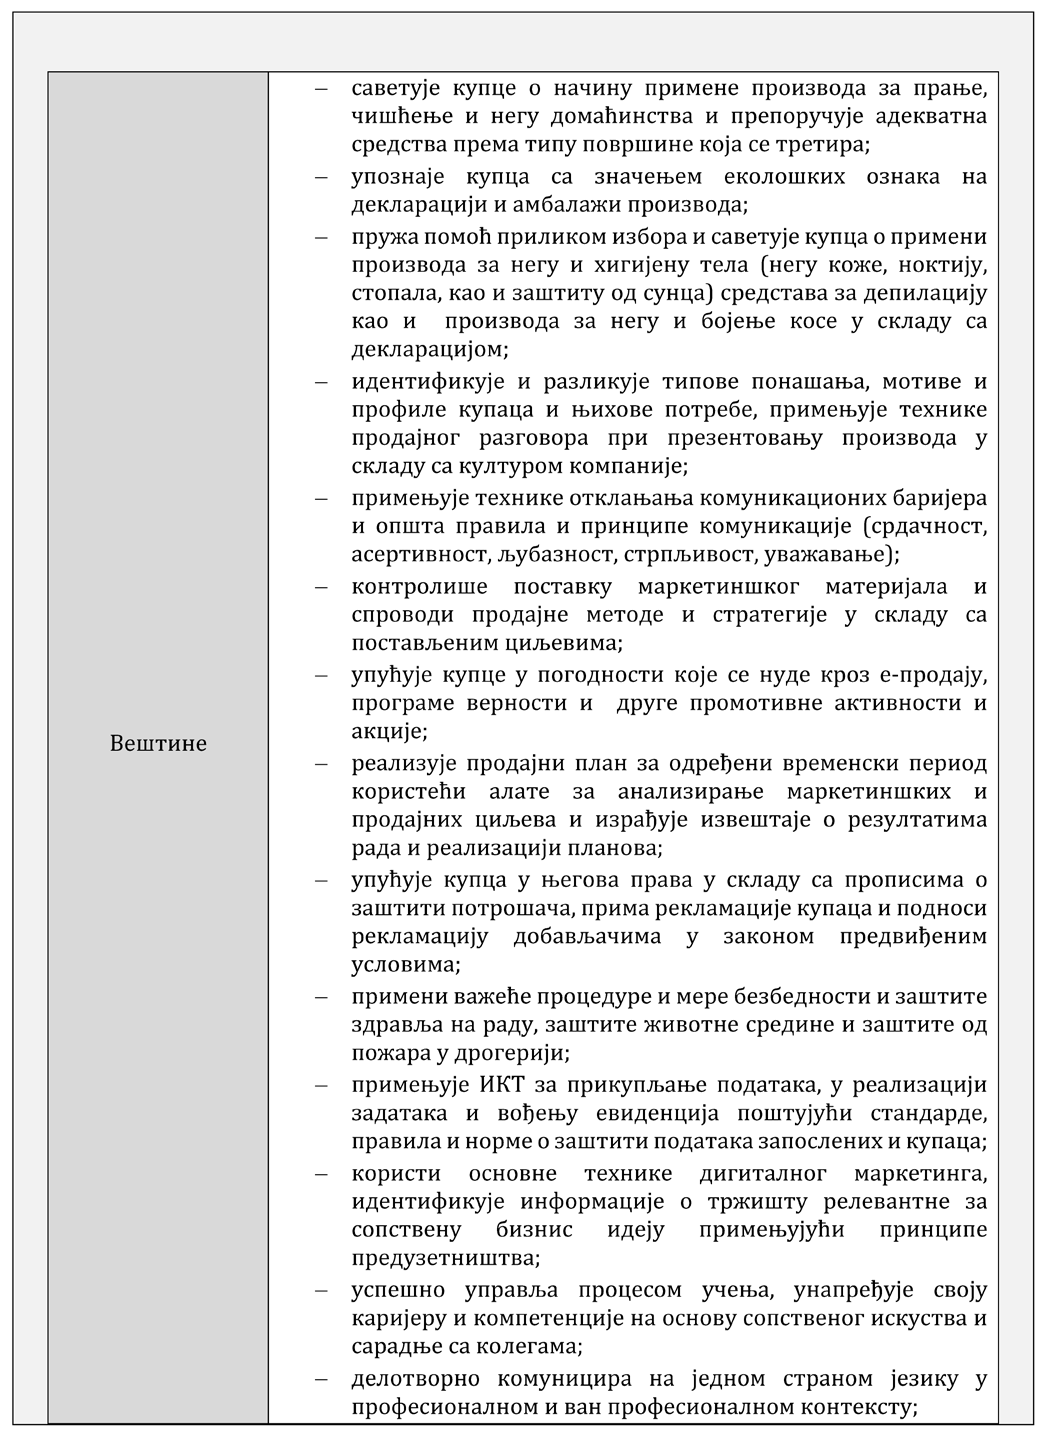 – саветује купце о начину примене производа за прање,
чишћење и негу домаћинства и препоручује адекватна
средства према типу површине која се третира;
– упознаје купца са значењем еколошких ознака на
декларацији и амбалажи производа;
– пружа помоћ приликом избора и саветује купца о примени
производа за негу и хигијену тела (негу коже, ноктију,
стопала, као и заштиту од сунца) средстава за депилацију
као и производа за негу и бојење косе у складу са
декларацијом;
– идентификује и разликује типове понашања, мотиве и
профиле купаца и њихове потребе, примењује технике
продајног разговора при презентовању производа у
складу са културом компаније;
– примењује технике отклањања комуникационих баријера
и општа правила и принципе комуникације (срдачност,
асертивност, љубазност, стрпљивост, уважавање);
– контролише поставку маркетиншког материјала и
спроводи продајне методе и стратегије у складу са
постављеним циљевима;
– упућује купце у погодности које се нуде кроз е-продају,
програме верности и друге промотивне активности и
акције;
Вештине
– реализује продајни план за одређени временски период
користећи алате за анализирање маркетиншких и
продајних циљева и израђује извештаје о резултатима
рада и реализацији планова;
– упућује купца у његова права у складу са прописима о
заштити потрошача, прима рекламације купаца и подноси
рекламацију добављачима у законом предвиђеним
условима;
– примени важеће процедуре и мере безбедности и заштите
здравља на раду, заштите животне средине и заштите од
пожара у дрогерији;
– примењује ИКТ за прикупљање података, у реализацији
задатака и вођењу евиденција поштујући стандарде,
правила и норме о заштити података запослених и купаца;
– користи основне технике дигиталног маркетинга,
идентификује информације о тржишту релевантне за
сопствену бизнис идеју примењујући принципе
предузетништва;
– успешно управља процесом учења, унапређује своју
каријеру и компетенције на основу сопственог искуства и
сарадње са колегама;
– делотворно комуницира на једном страном језику у
професионалном и ван професионалном контексту;